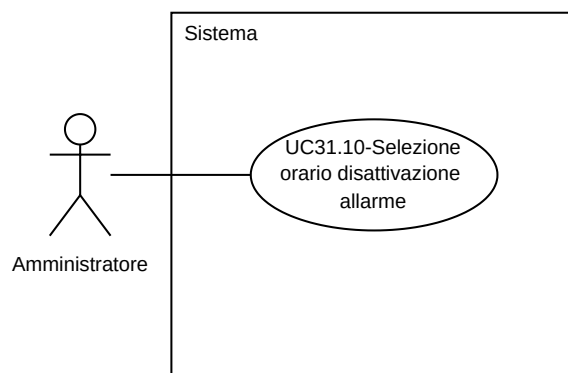 Sistema
UC31.10-Selezione
orario disattivazione
allarme
Amministratore